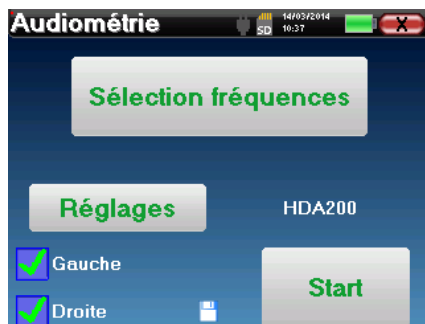 Audiométrie SD 14/03/2014 10:37 X
Sélection fréquences
Réglages HDA200
Gauche
Start
Droite